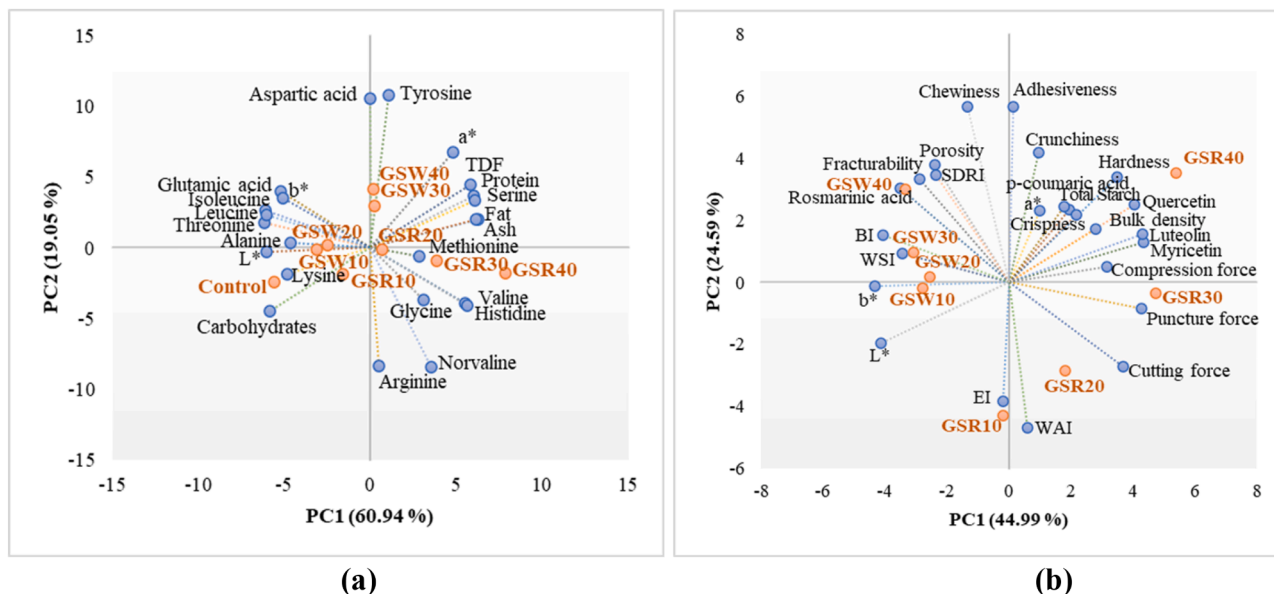 15
10
5
0
-5
-10
-15
-15
-10
-5
0
5
10
15
PC2 (19.05 %)
PC1 (60.94 %)
Aspartic acid
Tyrosine
a*
TDF
GSW40
GSW30
Protein
Serine
Glutamic acid
b*
Isoleucine
Leucine
Threonine
Fat
Ash
GSW20
GSR20
Alanine
Methionine
L*
GSW10
GSR30
GSR40
Lysine
GSR10
Control
Valine
Glycine
Histidine
Carbohydrates
Norvaline
Arginine
(a)
8
6
4
2
0
-2
-4
-6
-8
-6
-4
-2
0
2
4
6
8
PC2 (24.59 %)
PC1 (44.99 %)
Chewiness
Adhesiveness
Crunchiness
Porosity
Fracturability
SDRI
Hardness
GSR40
GSW40
p-coumaric acid
Rosmarinic acid
a*
Total Starch
Quercetin
Crispness
Bulk density
BI
GSW30
Luteolin
Myricetin
WSI
GSW20
Compression force
b*
GSW10
GSR30
Puncture force
L*
Cutting force
GSR20
EI
GSR10
WAI
(b)